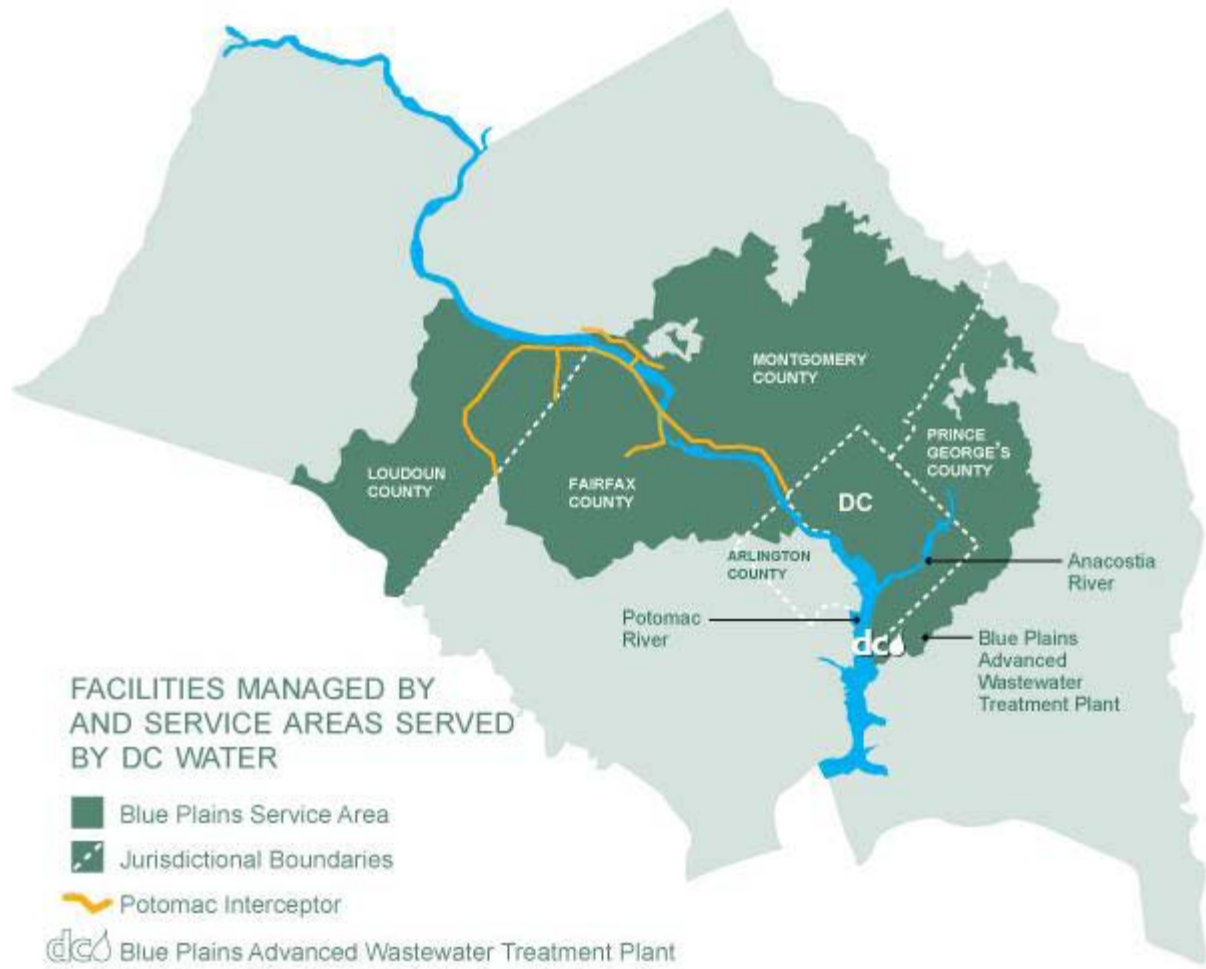 MONTGOMERY
COUNTY
PRINCE
GEORGE'S
COUNTY
LOUDOUN
COUNTY
FAIRFAX
COUNTY
DC
ARLINGTON
COUNTY
Anacostia
River
Potomac
River
dc
Blue Plains
Advanced
Wastewater
Treatment Plant
FACILITIES MANAGED BY
AND SERVICE AREAS SERVED
BY DC WATER
Blue Plains Service Area
Jurisdictional Boundaries
Potomac Interceptor
dc Blue Plains Advanced Wastewater Treatment Plant